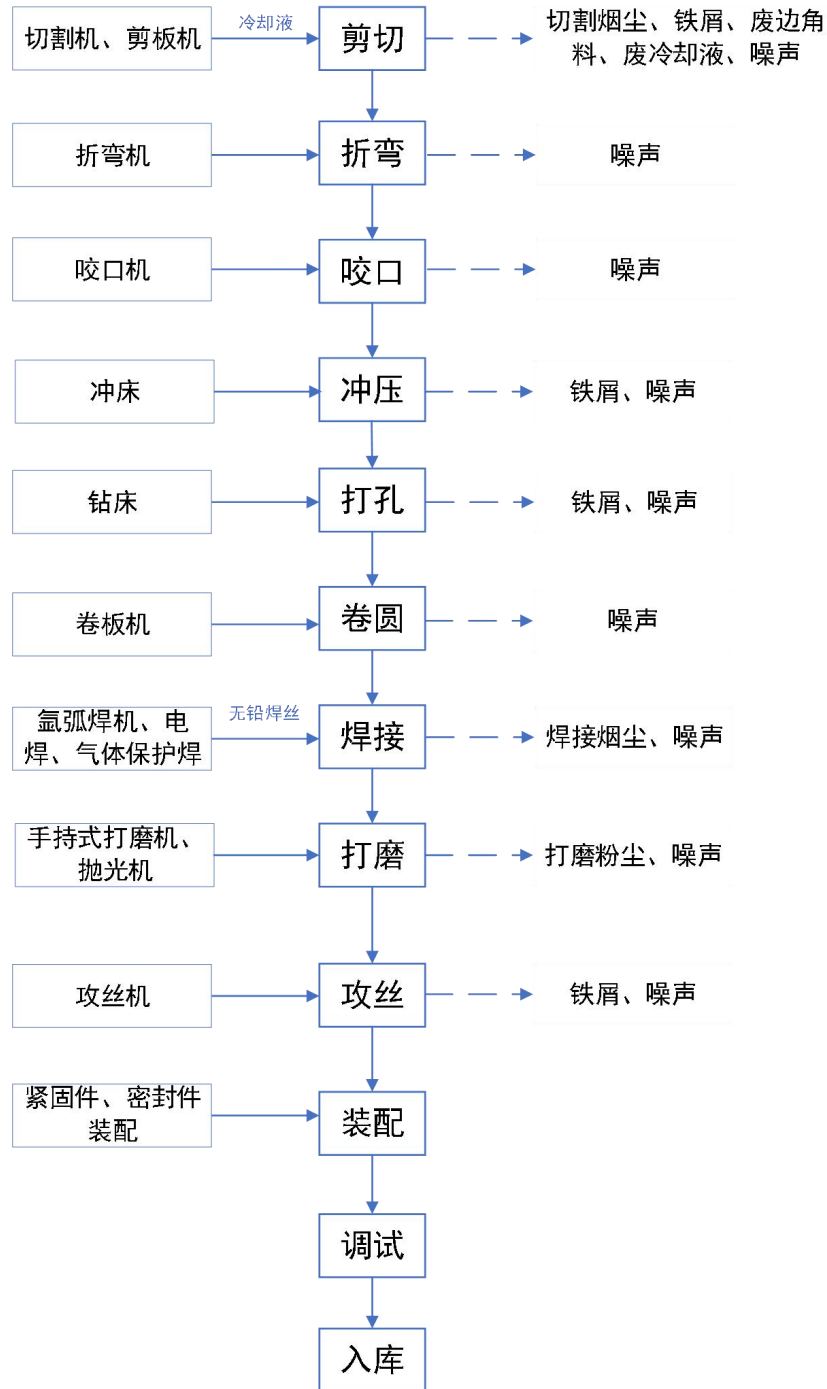 切割机、剪板机
冷却液
剪切
切割烟尘、铁屑、废边角
料、废冷却液、噪声
折弯机
折弯
噪声
咬口机
咬口
噪声
冲床
冲压
铁屑、噪声
钻床
打孔
铁屑、噪声
卷板机
卷圆
噪声
氩弧焊机、电
焊、气体保护焊
无铅焊丝
焊接
焊接烟尘、噪声
手持式打磨机、
抛光机
打磨
打磨粉尘、噪声
攻丝机
攻丝
铁屑、噪声
紧固件、密封件
装配
装配
调试
入库